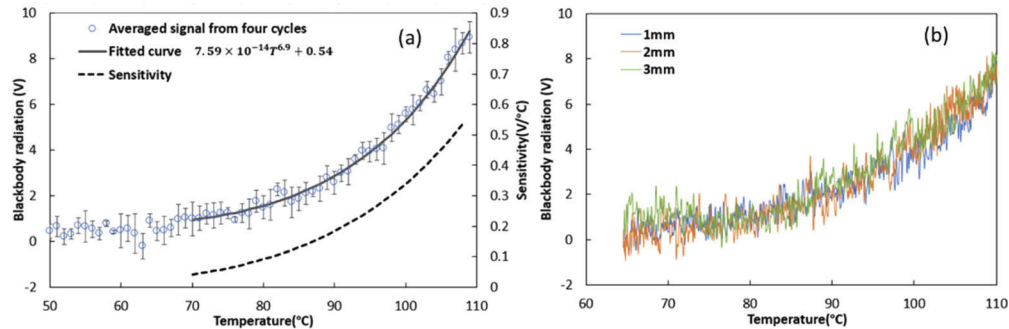 10
8
6
4
2
0
-2
Blackbody radiation (V)
Averaged signal from four cycles
Fitted curve 7.59 × 10⁻¹⁴T⁶·⁹ + 0.54
Sensitivity
(a)
0.9
0.8
0.7
0.6
0.5
0.4
0.3
0.2
0.1
0
Sensitivity(V/°C)
50 60 70 80 90 100 110
Temperature(°C)
10
8
6
4
2
0
-2
Blackbody radiation (V)
1mm
2mm
3mm
(b)
60 70 80 90 100 110
Temperature(°C)